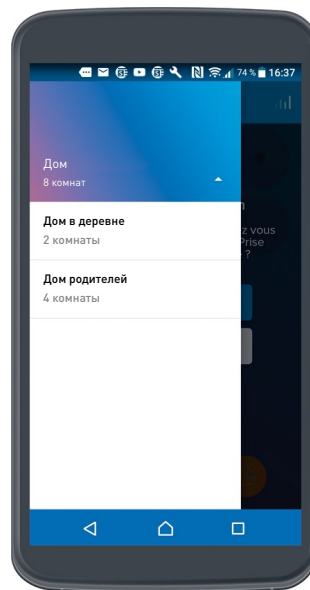 74 % 16:37
Дом
8 комнат
Дом в деревне
2 комнаты
z vous
Prise
?
Дом родителей
4 комнаты